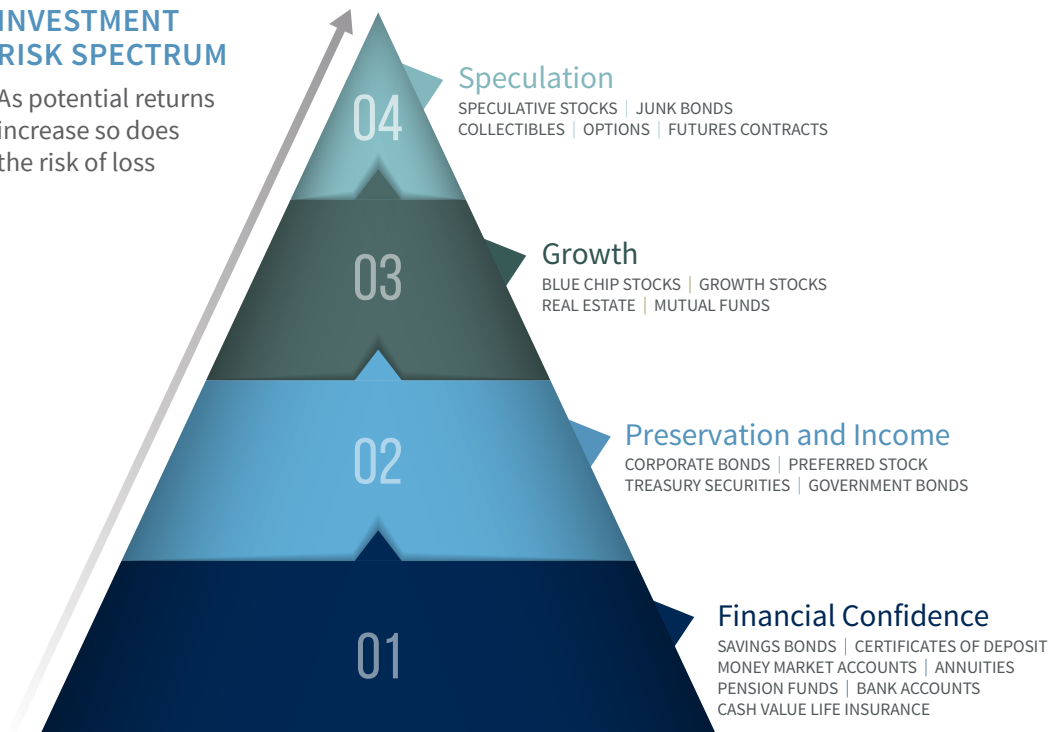 INVESTMENT
RISK SPECTRUM
As potential returns
increase so does
the risk of loss
04
Speculation
SPECULATIVE STOCKS | JUNK BONDS
COLLECTIBLES | OPTIONS | FUTURES CONTRACTS
03
Growth
BLUE CHIP STOCKS | GROWTH STOCKS
REAL ESTATE | MUTUAL FUNDS
02
Preservation and Income
CORPORATE BONDS | PREFERRED STOCK
TREASURY SECURITIES | GOVERNMENT BONDS
01
Financial Confidence
SAVINGS BONDS | CERTIFICATES OF DEPOSIT
MONEY MARKET ACCOUNTS | ANNUITIES
PENSION FUNDS | BANK ACCOUNTS
CASH VALUE LIFE INSURANCE